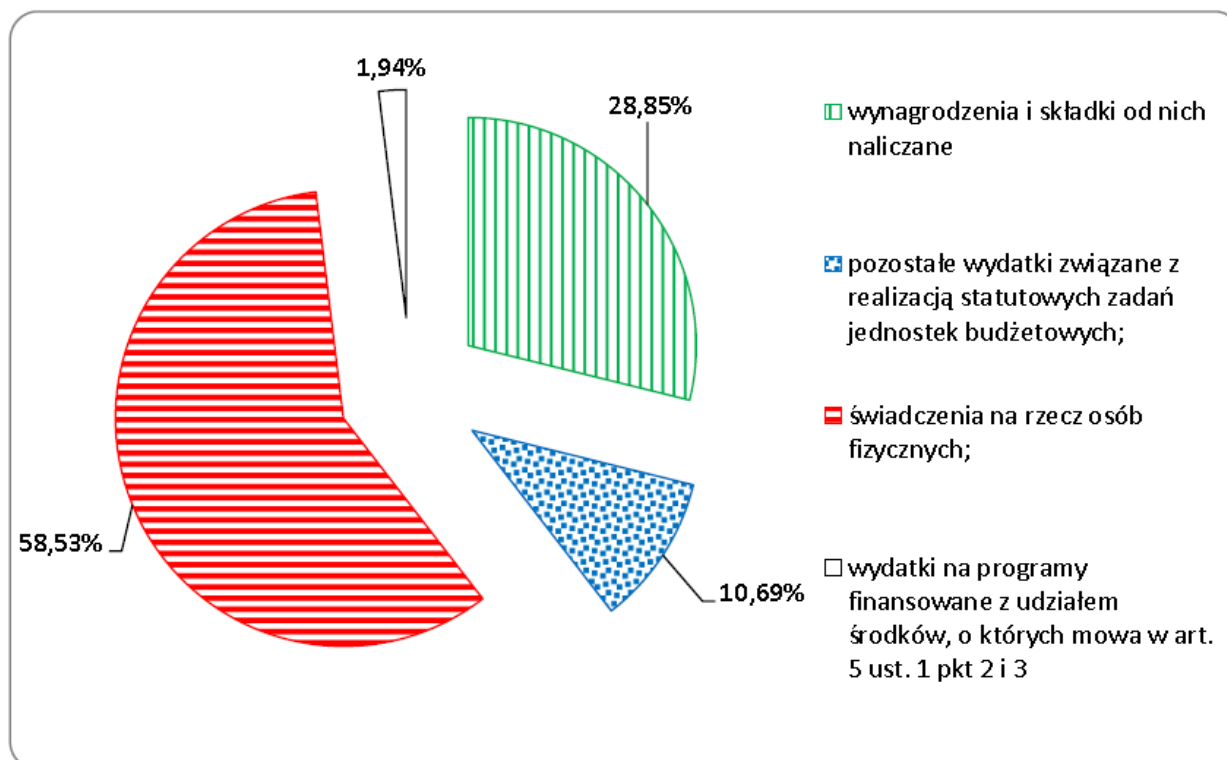 1,94%
28,85%
58,53%
10,69%
wynagrodzenia i składki od nich
naliczane
pozostałe wydatki związane z
realizacją statutowych zadań
jednostek budżetowych;
świadczenia na rzecz osób
fizycznych;
wydatki na programy
finansowane z udziałem
środków, o których mowa w art.
5 ust. 1 pkt 2 i 3